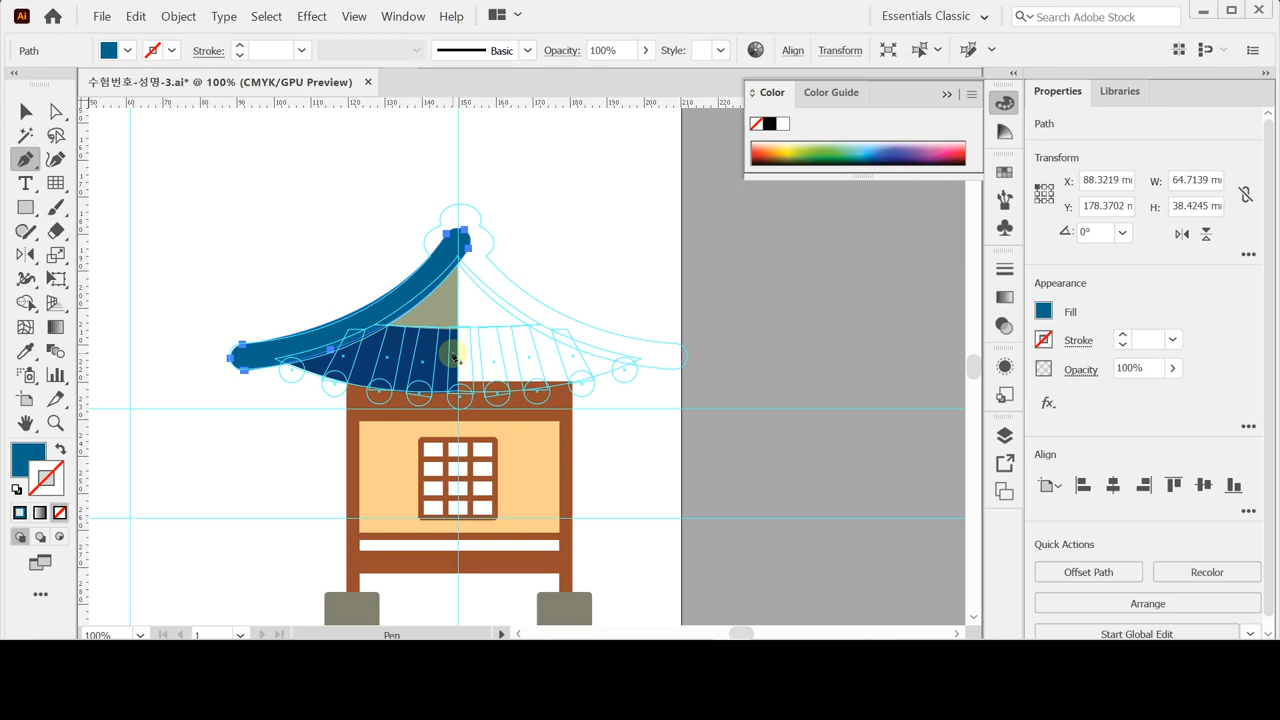 Ai File Edit Object Type Select Effect View Window Help Essentials Classic Search Adobe Stock
Path Stroke: Basic Opacity: 100% Style: Align Transform
수험번호-성명-3.ai* @ 100% (CMYK/GPU Preview)
Color Color Guide
Properties Libraries
Path
Transform
X: 88.3219 m W: 64.7139 m
Y: 178.3702 H: 38.4245 m
0°
Appearance
Fill
Stroke
Opacity 100%
fx.
Align
Quick Actions
Offset Path Recolor
Arrange
Start Global Edit
100% 1 Pen